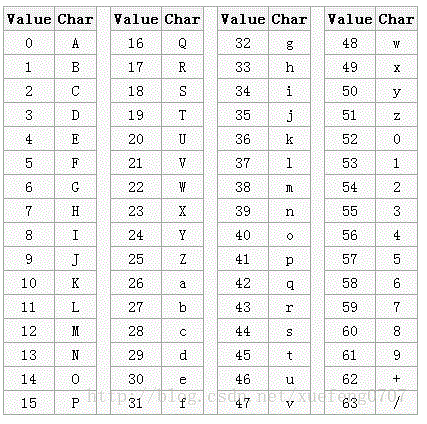 Value Char Value Char Value Char Value Char
0 A 16 Q 32 g 48 w
1 B 17 R 33 h 49 x
2 C 18 S 34 i 50 y
3 D 19 T 35 j 51 z
4 E 20 U 36 k 52 0
5 F 21 V 37 l 53 1
6 G 22 W 38 m 54 2
7 H 23 X 39 n 55 3
8 I 24 Y 40 o 56 4
9 J 25 Z 41 p 57 5
10 K 26 a 42 q 58 6
11 L 27 b 43 r 59 7
12 M 28 c 44 s 60 8
13 N 29 d 45 t 61 9
14 O 30 e 46 u 62 +
15 P 31 f 47 v 63 /
http://blog.csdn.net/xuefeng0707